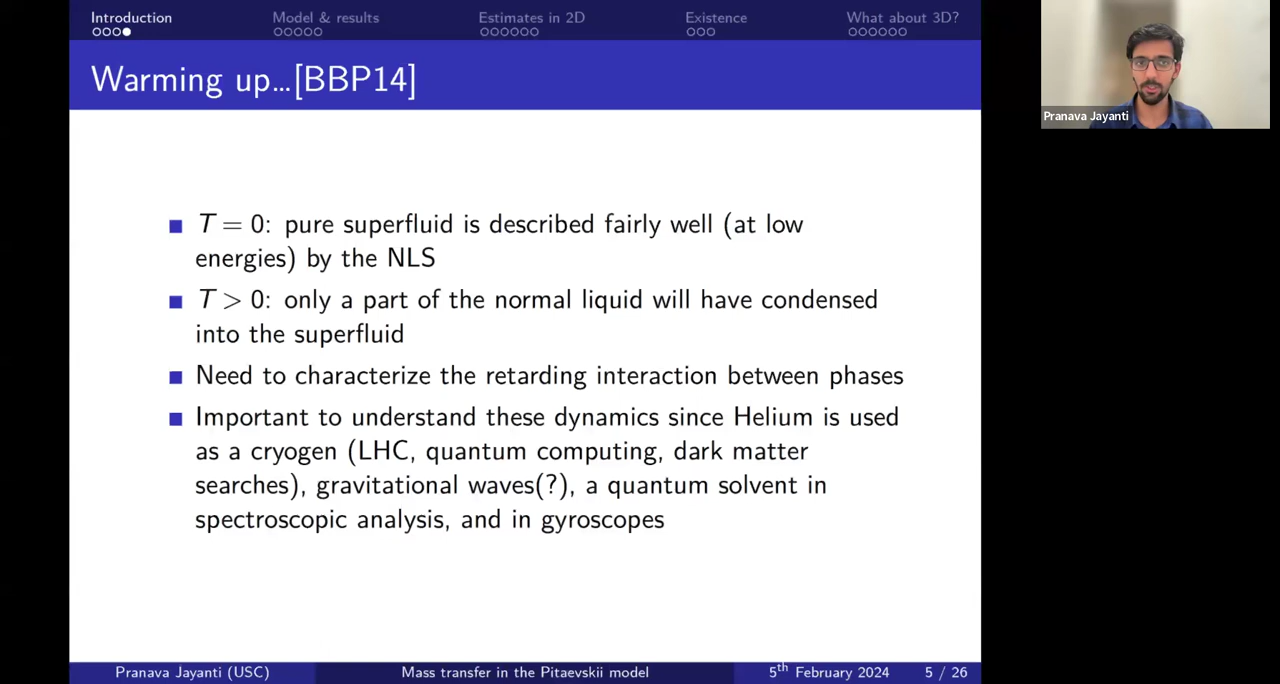 Introduction Model & results Estimates in 2D Existence What about 3D?
Warming up...[BBP14]
T = 0: pure superfluid is described fairly well (at low
energies) by the NLS
T > 0: only a part of the normal liquid will have condensed
into the superfluid
Need to characterize the retarding interaction between phases
Important to understand these dynamics since Helium is used
as a cryogen (LHC, quantum computing, dark matter
searches), gravitational waves(?), a quantum solvent in
spectroscopic analysis, and in gyroscopes
Pranava Jayanti (USC) Mass transfer in the Pitaevskii model 5th February 2024 5 / 26
Pranava Jayanti